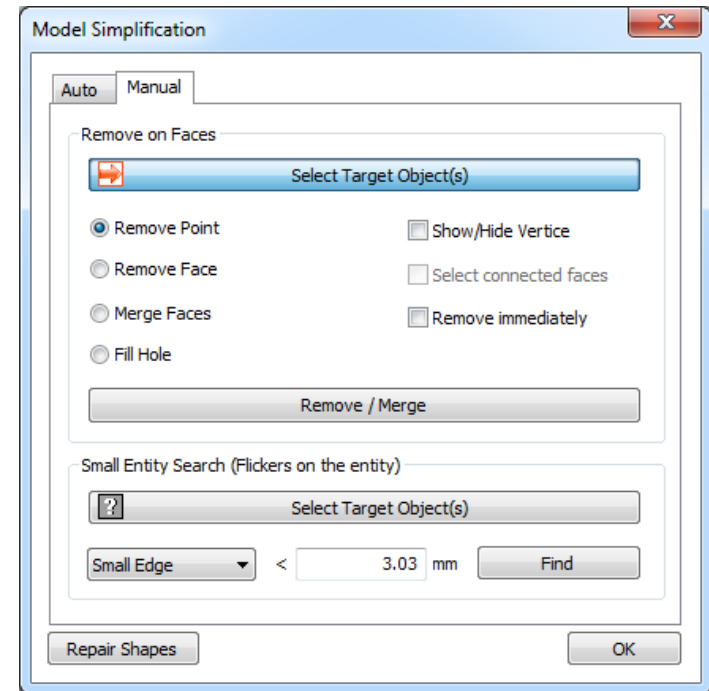 Model Simplification
Auto Manual
Remove on Faces
Select Target Object(s)
Remove Point Show/Hide Vertice
Remove Face Select connected faces
Merge Faces Remove immediately
Fill Hole
Remove / Merge
Small Entity Search (Flickers on the entity)
? Select Target Object(s)
Small Edge < 3.03 mm Find
Repair Shapes OK